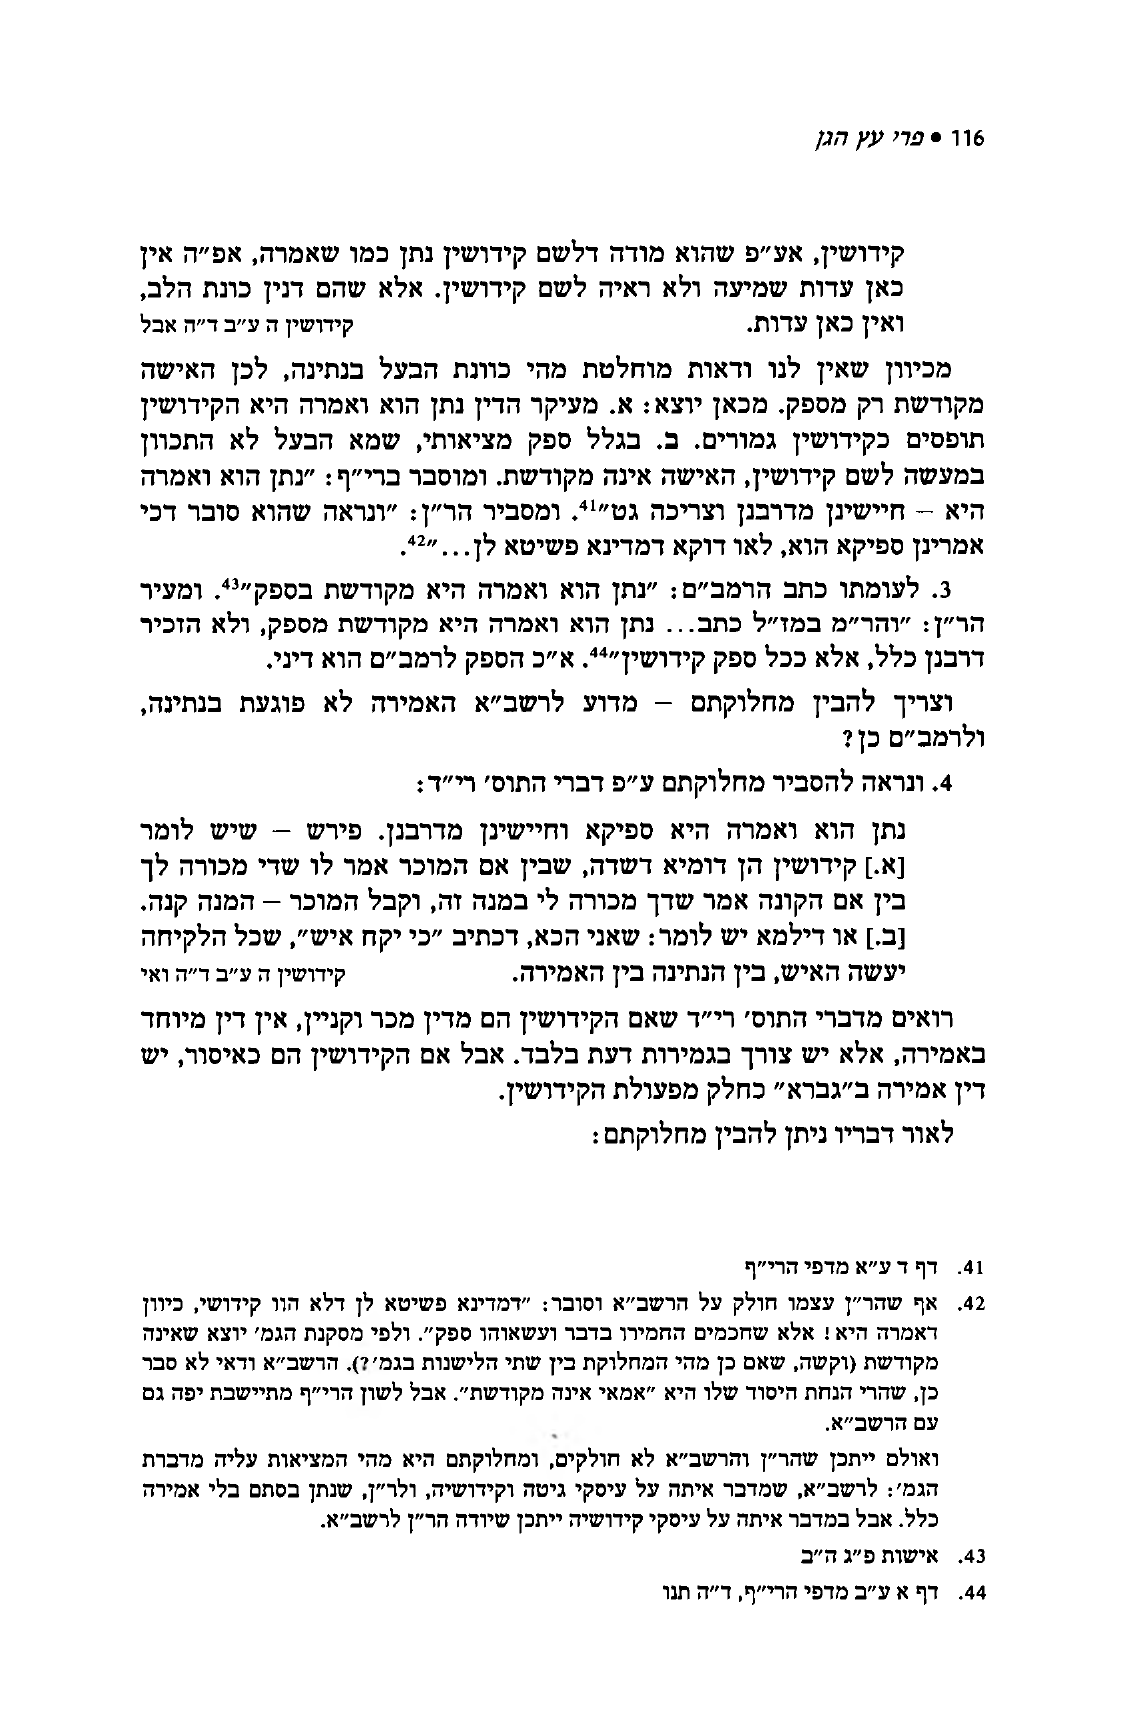 116 • פרי עץ הגן
קידושין, אע״פ שהוא מודה דלשם קידושין נתן כמו שאמרה, אפ״ה אין
כאן עדות שמיעה ולא ראיה לשם קידושין. אלא שהם דנין כונת הלב,
ואין כאן עדות. קידושין ה ע״ב ד״ה אבל
מכיוון שאין לנו ודאות מוחלטת מהי כוונת הבעל בנתינה, לכן האישה
מקודשת רק מספק. מכאן יוצא: א. מעיקר הדין נתן הוא ואמרה היא הקידושין
תופסים כקידושין גמורים. ב. בגלל ספק מציאותי, שמא הבעל לא התכוון
במעשה לשם קידושין, האישה אינה מקודשת. ומוסבר ברי״ף: ״נתן הוא ואמרה
היא – חיישינן מדרבנן וצריכה גט״41. ומסביר הר״ן: ״ונראה שהוא סובר דכי
אמרינן ספיקא הוא, לאו דוקא דמדינא פשיטא לן...״42.
3. לעומתו כתב הרמב״ם: ״נתן הוא ואמרה היא מקודשת בספק״43. ומעיר
הר״ן: ״והר״מ במז״ל כתב... נתן הוא ואמרה היא מקודשת מספק, ולא הזכיר
דרבנן כלל, אלא ככל ספק קידושין״44. א״כ הספק לרמב״ם הוא דיני.
וצריך להבין מחלוקתם – מדוע לרשב״א האמירה לא פוגעת בנתינה,
ולרמב״ם כן?
4. ונראה להסביר מחלוקתם ע״פ דברי התוס׳ רי״ד:
נתן הוא ואמרה היא ספיקא וחיישינן מדרבנן. פירש – שיש לומר
[א.] קידושין הן דומיא דשדה, שבין אם המוכר אמר לו שדי מכורה לך
בין אם הקונה אמר שדך מכורה לי במנה זה, וקבל המוכר – המנה קנה.
[ב.] או דילמא יש לומר: שאני הכא, דכתיב ״כי יקח איש״, שכל הלקיחה
יעשה האיש, בין הנתינה בין האמירה. קידושין ה ע״ב ד״ה ואי
רואים מדברי התוס׳ רי״ד שאם הקידושין הם מדין מכר וקניין, אין דין מיוחד
באמירה, אלא יש צורך בגמירות דעת בלבד. אבל אם הקידושין הם כאיסור, יש
דין אמירה ב״גברא״ כחלק מפעולת הקידושין.
לאור דבריו ניתן להבין מחלוקתם:
41. דף ד ע״א מדפי הרי״ף
42. אף שהר״ן עצמו חולק על הרשב״א וסובר: ״דמדינא פשיטא לן דלא הוו קידושי, כיוון
דאמרה היא! אלא שחכמים החמירו בדבר ועשאוהו ספק״. ולפי מסקנת הגמ׳ יוצא שאינה
מקודשת (וקשה, שאם כן מהי המחלוקת בין שתי הלישנות בגמ׳?). הרשב״א ודאי לא סבר
כן, שהרי הנחת היסוד שלו היא ״אמאי אינה מקודשת״. אבל לשון הרי״ף מתיישבת יפה גם
עם הרשב״א.
ואולם ייתכן שהר״ן והרשב״א לא חולקים, ומחלוקתם היא מהי המציאות עליה מדברת
הגמ׳: לרשב״א, שמדבר איתה על עיסקי גיטה וקידושיה, ולר״ן, שנתן בסתם בלי אמירה
כלל. אבל במדבר איתה על עיסקי קידושיה ייתכן שיודה הר״ן לרשב״א.
43. אישות פ״ג ה״ב
44. דף א ע״ב מדפי הרי״ף, ד״ה תנו